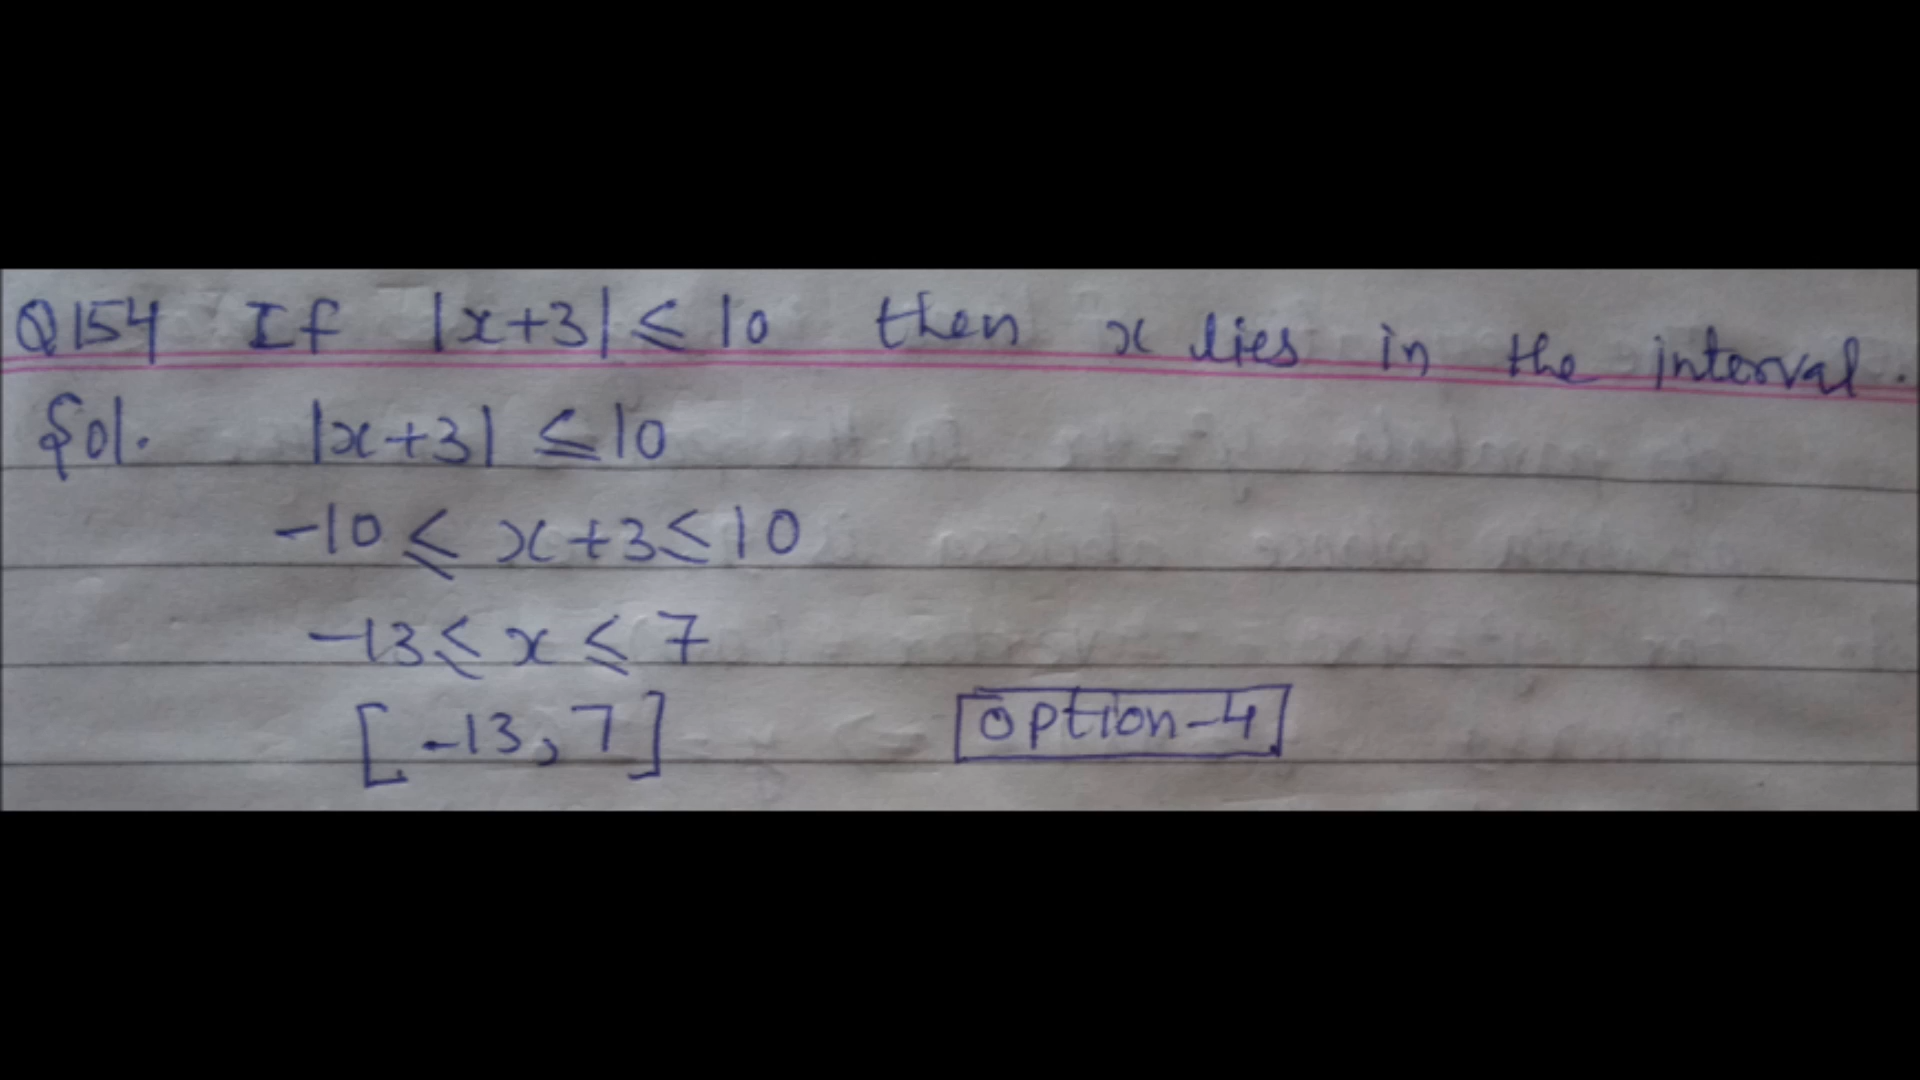 Q154 If |x+3| ≤ 10 then x lies in the interval.
Sol. |x+3| ≤ 10
-10 ≤ x+3 ≤ 10
-13 ≤ x ≤ 7
[-13, 7] option-4